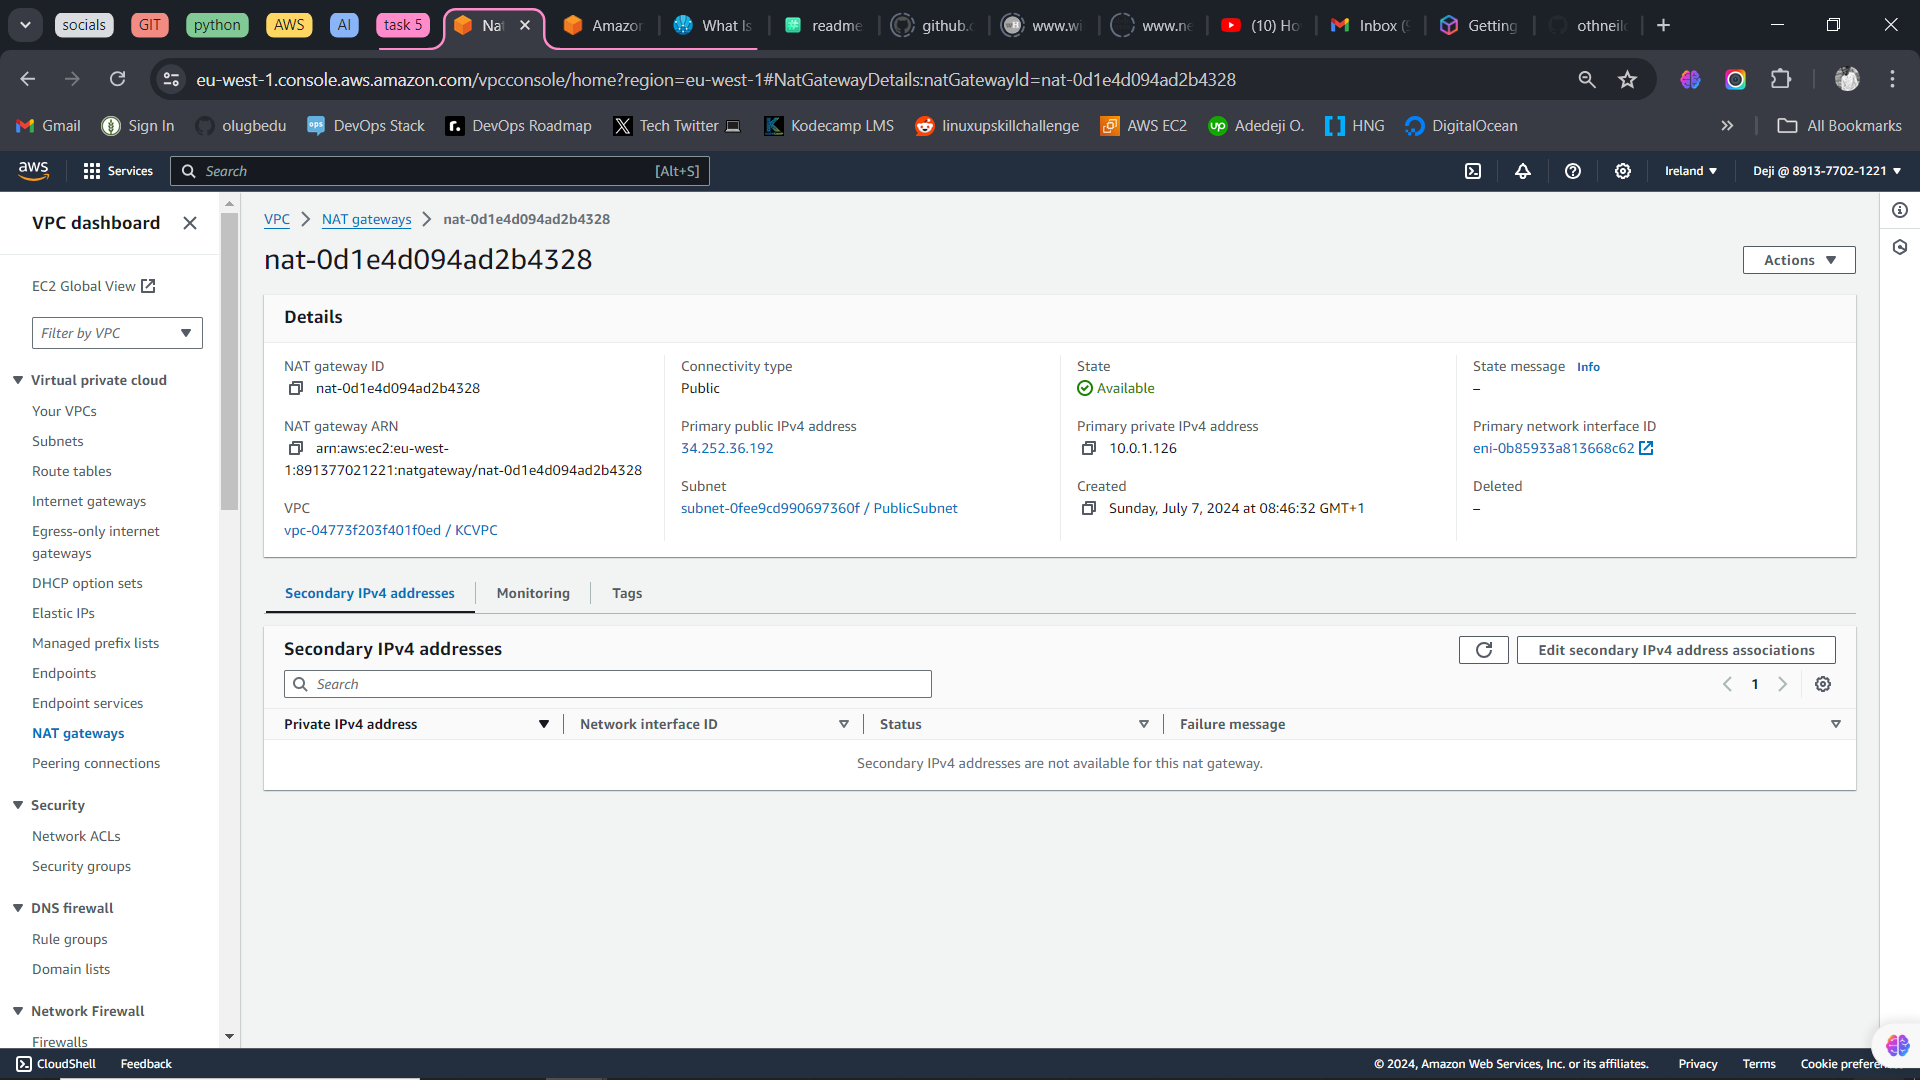 socials GIT python AWS AI task 5 Nat Amazon What Is readme github.c www.wi www.ne (10) Ho Inbox (9 Getting othneild
eu-west-1.console.aws.amazon.com/vpcconsole/home?region=eu-west-1#NatGatewayDetails:natGatewayId=nat-0d1e4d094ad2b4328
Gmail Sign In olugbedu DevOps Stack DevOps Roadmap Tech Twitter Kodecamp LMS linuxupskillchallenge AWS EC2 Adedeji O. HNG DigitalOcean All Bookmarks
aws Services Search [Alt+S] Ireland Deji @ 8913-7702-1221
VPC dashboard
EC2 Global View
Filter by VPC
Virtual private cloud
Your VPCs
Subnets
Route tables
Internet gateways
Egress-only internet
gateways
DHCP option sets
Elastic IPs
Managed prefix lists
Endpoints
Endpoint services
NAT gateways
Peering connections
Security
Network ACLs
Security groups
DNS firewall
Rule groups
Domain lists
Network Firewall
Firewalls
VPC NAT gateways nat-0d1e4d094ad2b4328
nat-0d1e4d094ad2b4328
Actions
Details
NAT gateway ID
nat-0d1e4d094ad2b4328
NAT gateway ARN
arn:aws:ec2:eu-west-
1:891377021221:natgateway/nat-0d1e4d094ad2b4328
VPC
vpc-04773f203f401f0ed / KCVPC
Connectivity type
Public
Primary public IPv4 address
34.252.36.192
Subnet
subnet-0fee9cd990697360f / PublicSubnet
State
Available
Primary private IPv4 address
10.0.1.126
Created
Sunday, July 7, 2024 at 08:46:32 GMT+1
State message Info
–
Primary network interface ID
eni-0b85933a813668c62
Deleted
–
Secondary IPv4 addresses Monitoring Tags
Secondary IPv4 addresses
Edit secondary IPv4 address associations
Search
1
Private IPv4 address Network interface ID Status Failure message
Secondary IPv4 addresses are not available for this nat gateway.
CloudShell Feedback © 2024, Amazon Web Services, Inc. or its affiliates. Privacy Terms Cookie prefere